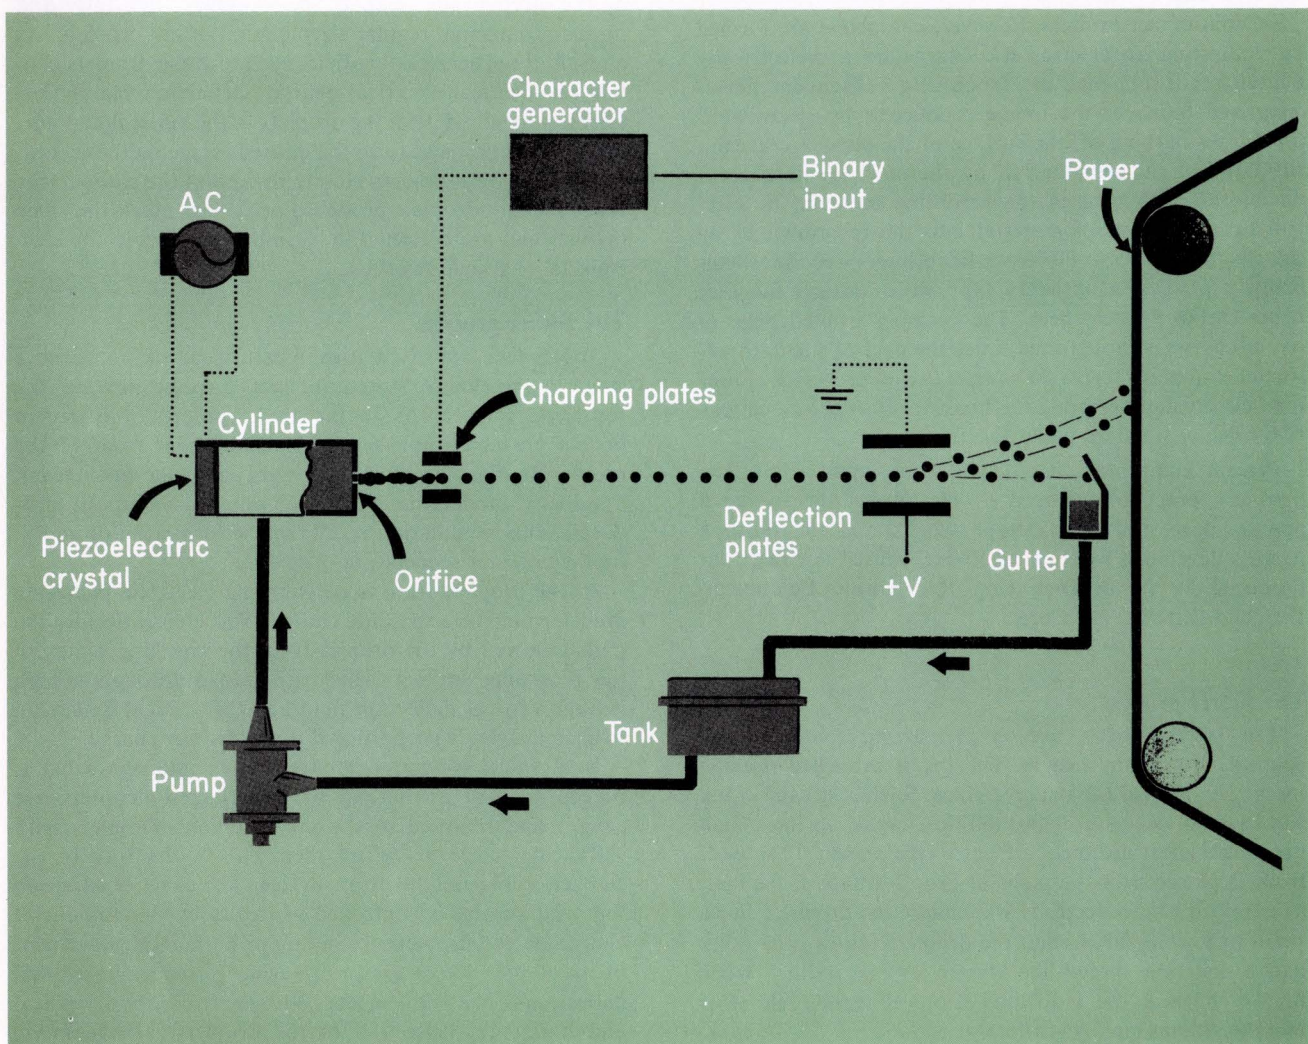 Character
generator
Binary
input
Paper
A.C.
Charging plates
Cylinder
Piezoelectric
crystal
Orifice
Deflection
plates
+V
Gutter
Tank
Pump